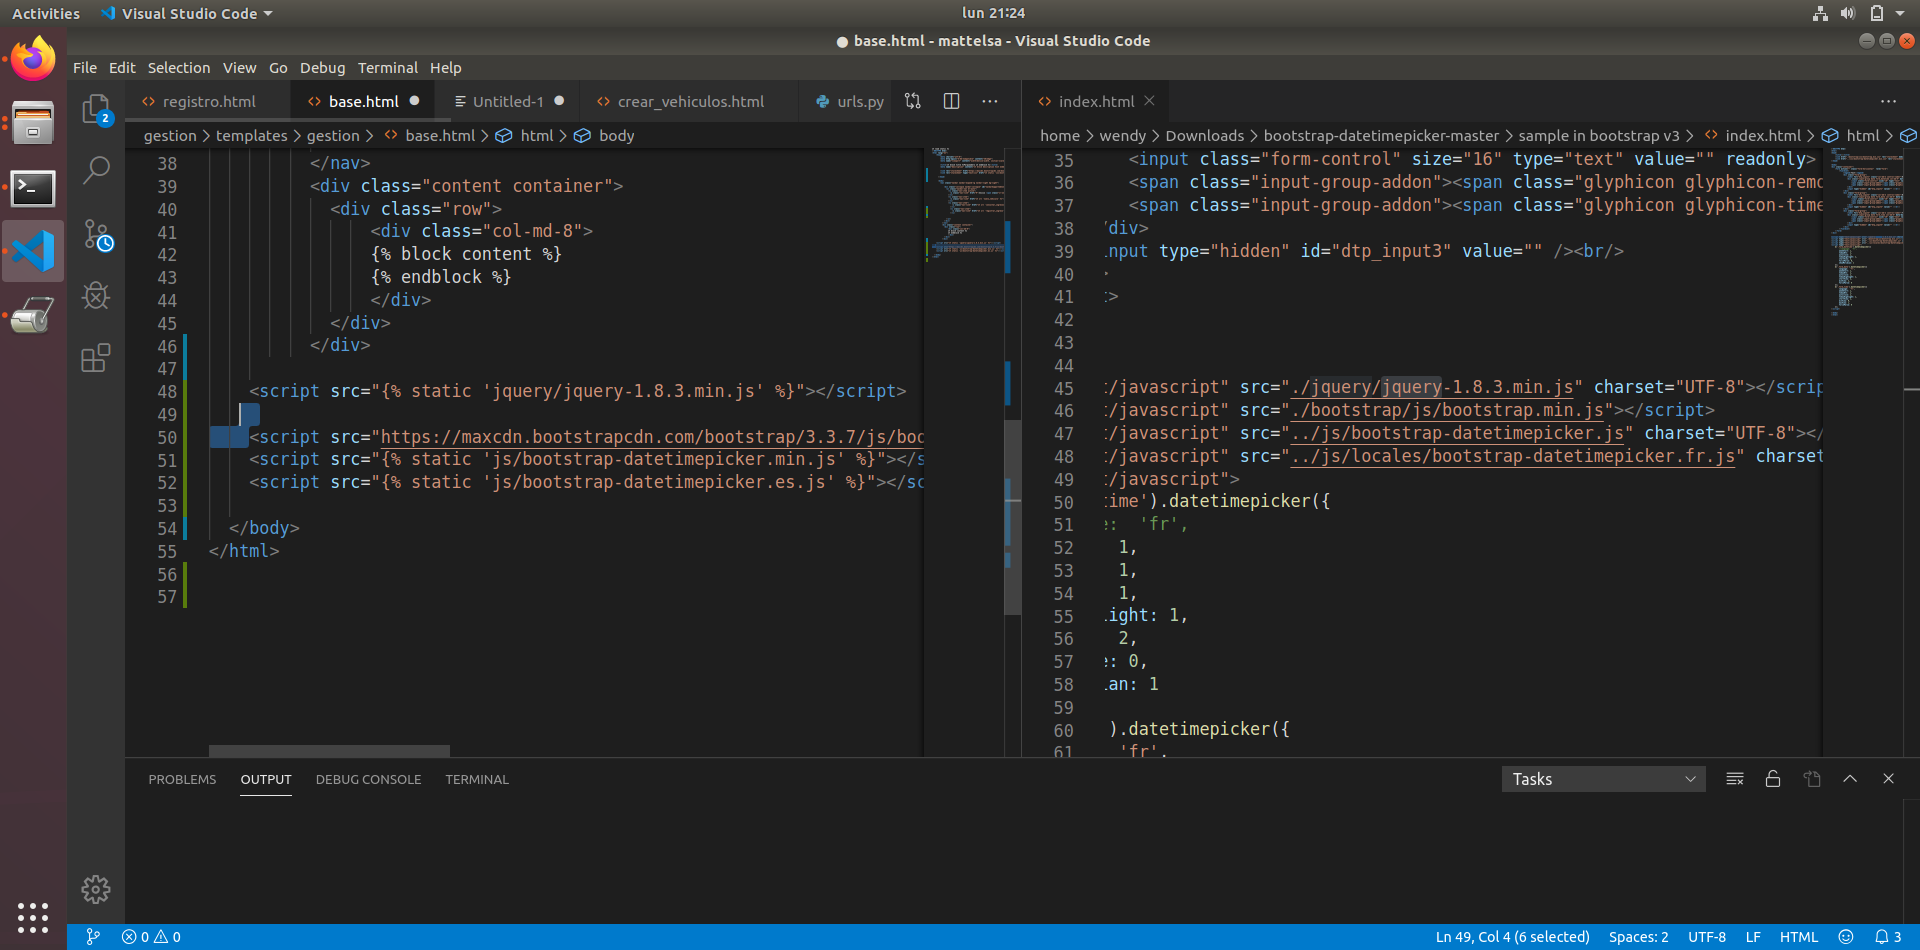 Activities
Visual Studio Code
lun 21:24
● base.html - mattelsa - Visual Studio Code
File Edit Selection View Go Debug Terminal Help
registro.html
base.html
Untitled-1
crear_vehiculos.html
urls.py
index.html
2
gestion > templates > gestion > base.html > html > body
38 </nav>
39 <div class="content container">
40 <div class="row">
41 <div class="col-md-8">
42 {% block content %}
43 {% endblock %}
44 </div>
45 </div>
46 </div>
47
48 <script src="{% static 'jquery/jquery-1.8.3.min.js' %}"></script>
49
50 <script src="https://maxcdn.bootstrapcdn.com/bootstrap/3.3.7/js/boo
51 <script src="{% static 'js/bootstrap-datetimepicker.min.js' %}"></s
52 <script src="{% static 'js/bootstrap-datetimepicker.es.js' %}"></sc
53
54 </body>
55 </html>
56
57
home > wendy > Downloads > bootstrap-datetimepicker-master > sample in bootstrap v3 > index.html > html >
35 <input class="form-control" size="16" type="text" value="" readonly>
36 <span class="input-group-addon"><span class="glyphicon glyphicon-remo
37 <span class="input-group-addon"><span class="glyphicon glyphicon-time
38 /div>
39 input type="hidden" id="dtp_input3" value="" /><br/>
40 >
41 t>
42
43
44
45 t/javascript" src="./jquery/jquery-1.8.3.min.js" charset="UTF-8"></scrip
46 t/javascript" src="./bootstrap/js/bootstrap.min.js"></script>
47 t/javascript" src="../js/bootstrap-datetimepicker.js" charset="UTF-8"></
48 t/javascript" src="../js/locales/bootstrap-datetimepicker.fr.js" charset
49 t/javascript">
50 time').datetimepicker({
51 e: 'fr',
52 1,
53 1,
54 1,
55 light: 1,
56 2,
57 e: 0,
58 ian: 1
59
60 ).datetimepicker({
61 'fr',
PROBLEMS OUTPUT DEBUG CONSOLE TERMINAL
Tasks
0 0
Ln 49, Col 4 (6 selected) Spaces: 2 UTF-8 LF HTML 3